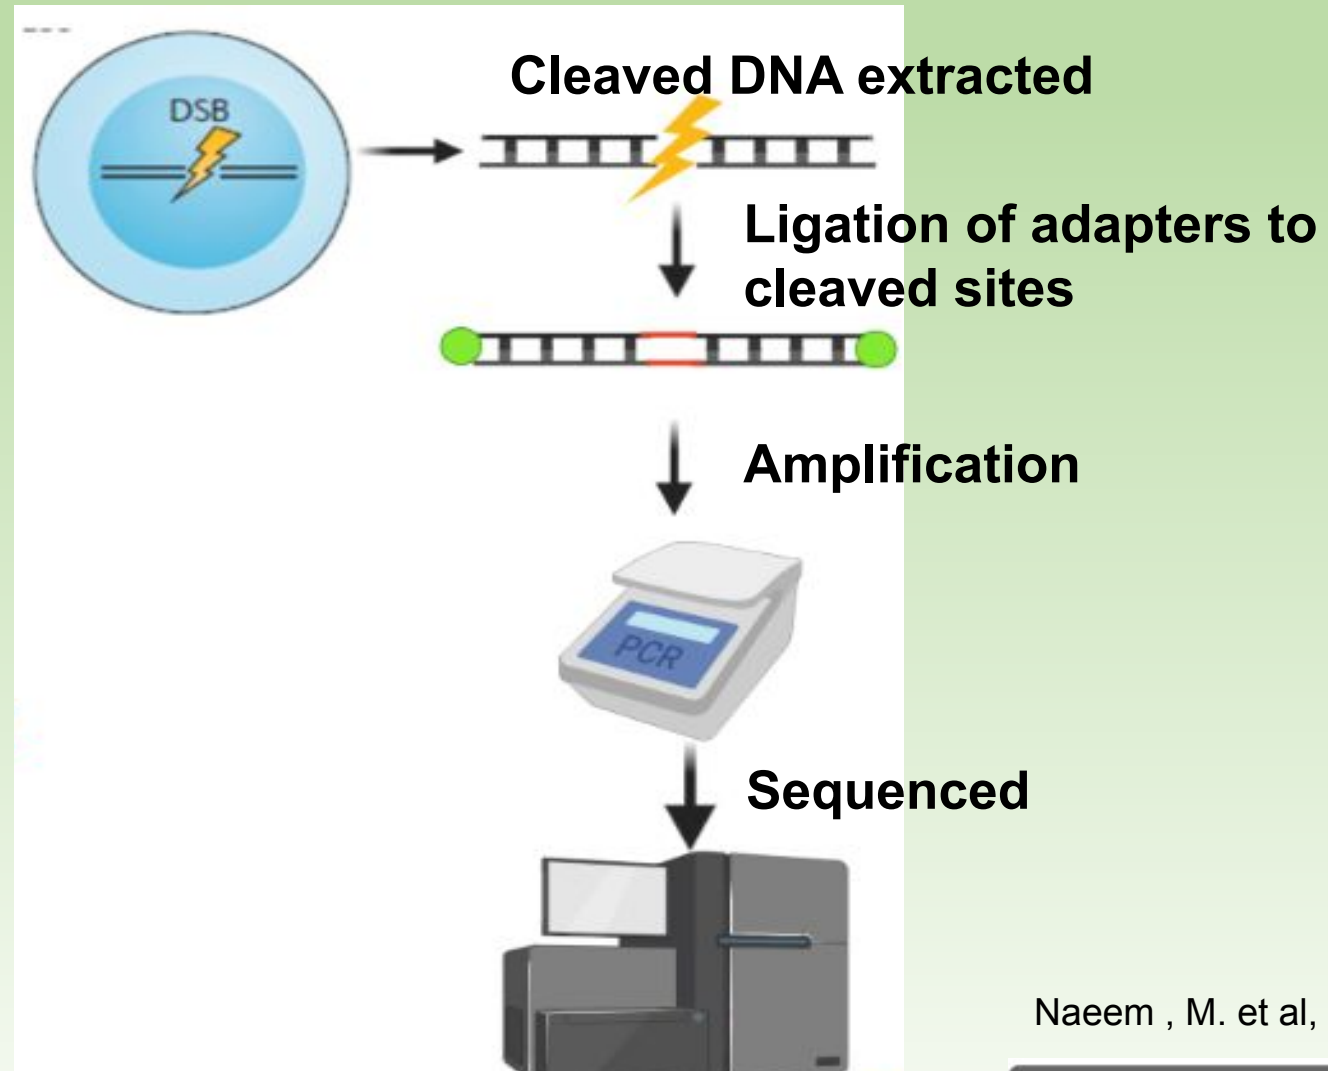 Cleaved DNA extracted
DSB
Ligation of adapters to
cleaved sites
Amplification
PCR
Sequenced
Naeem , M. et al,